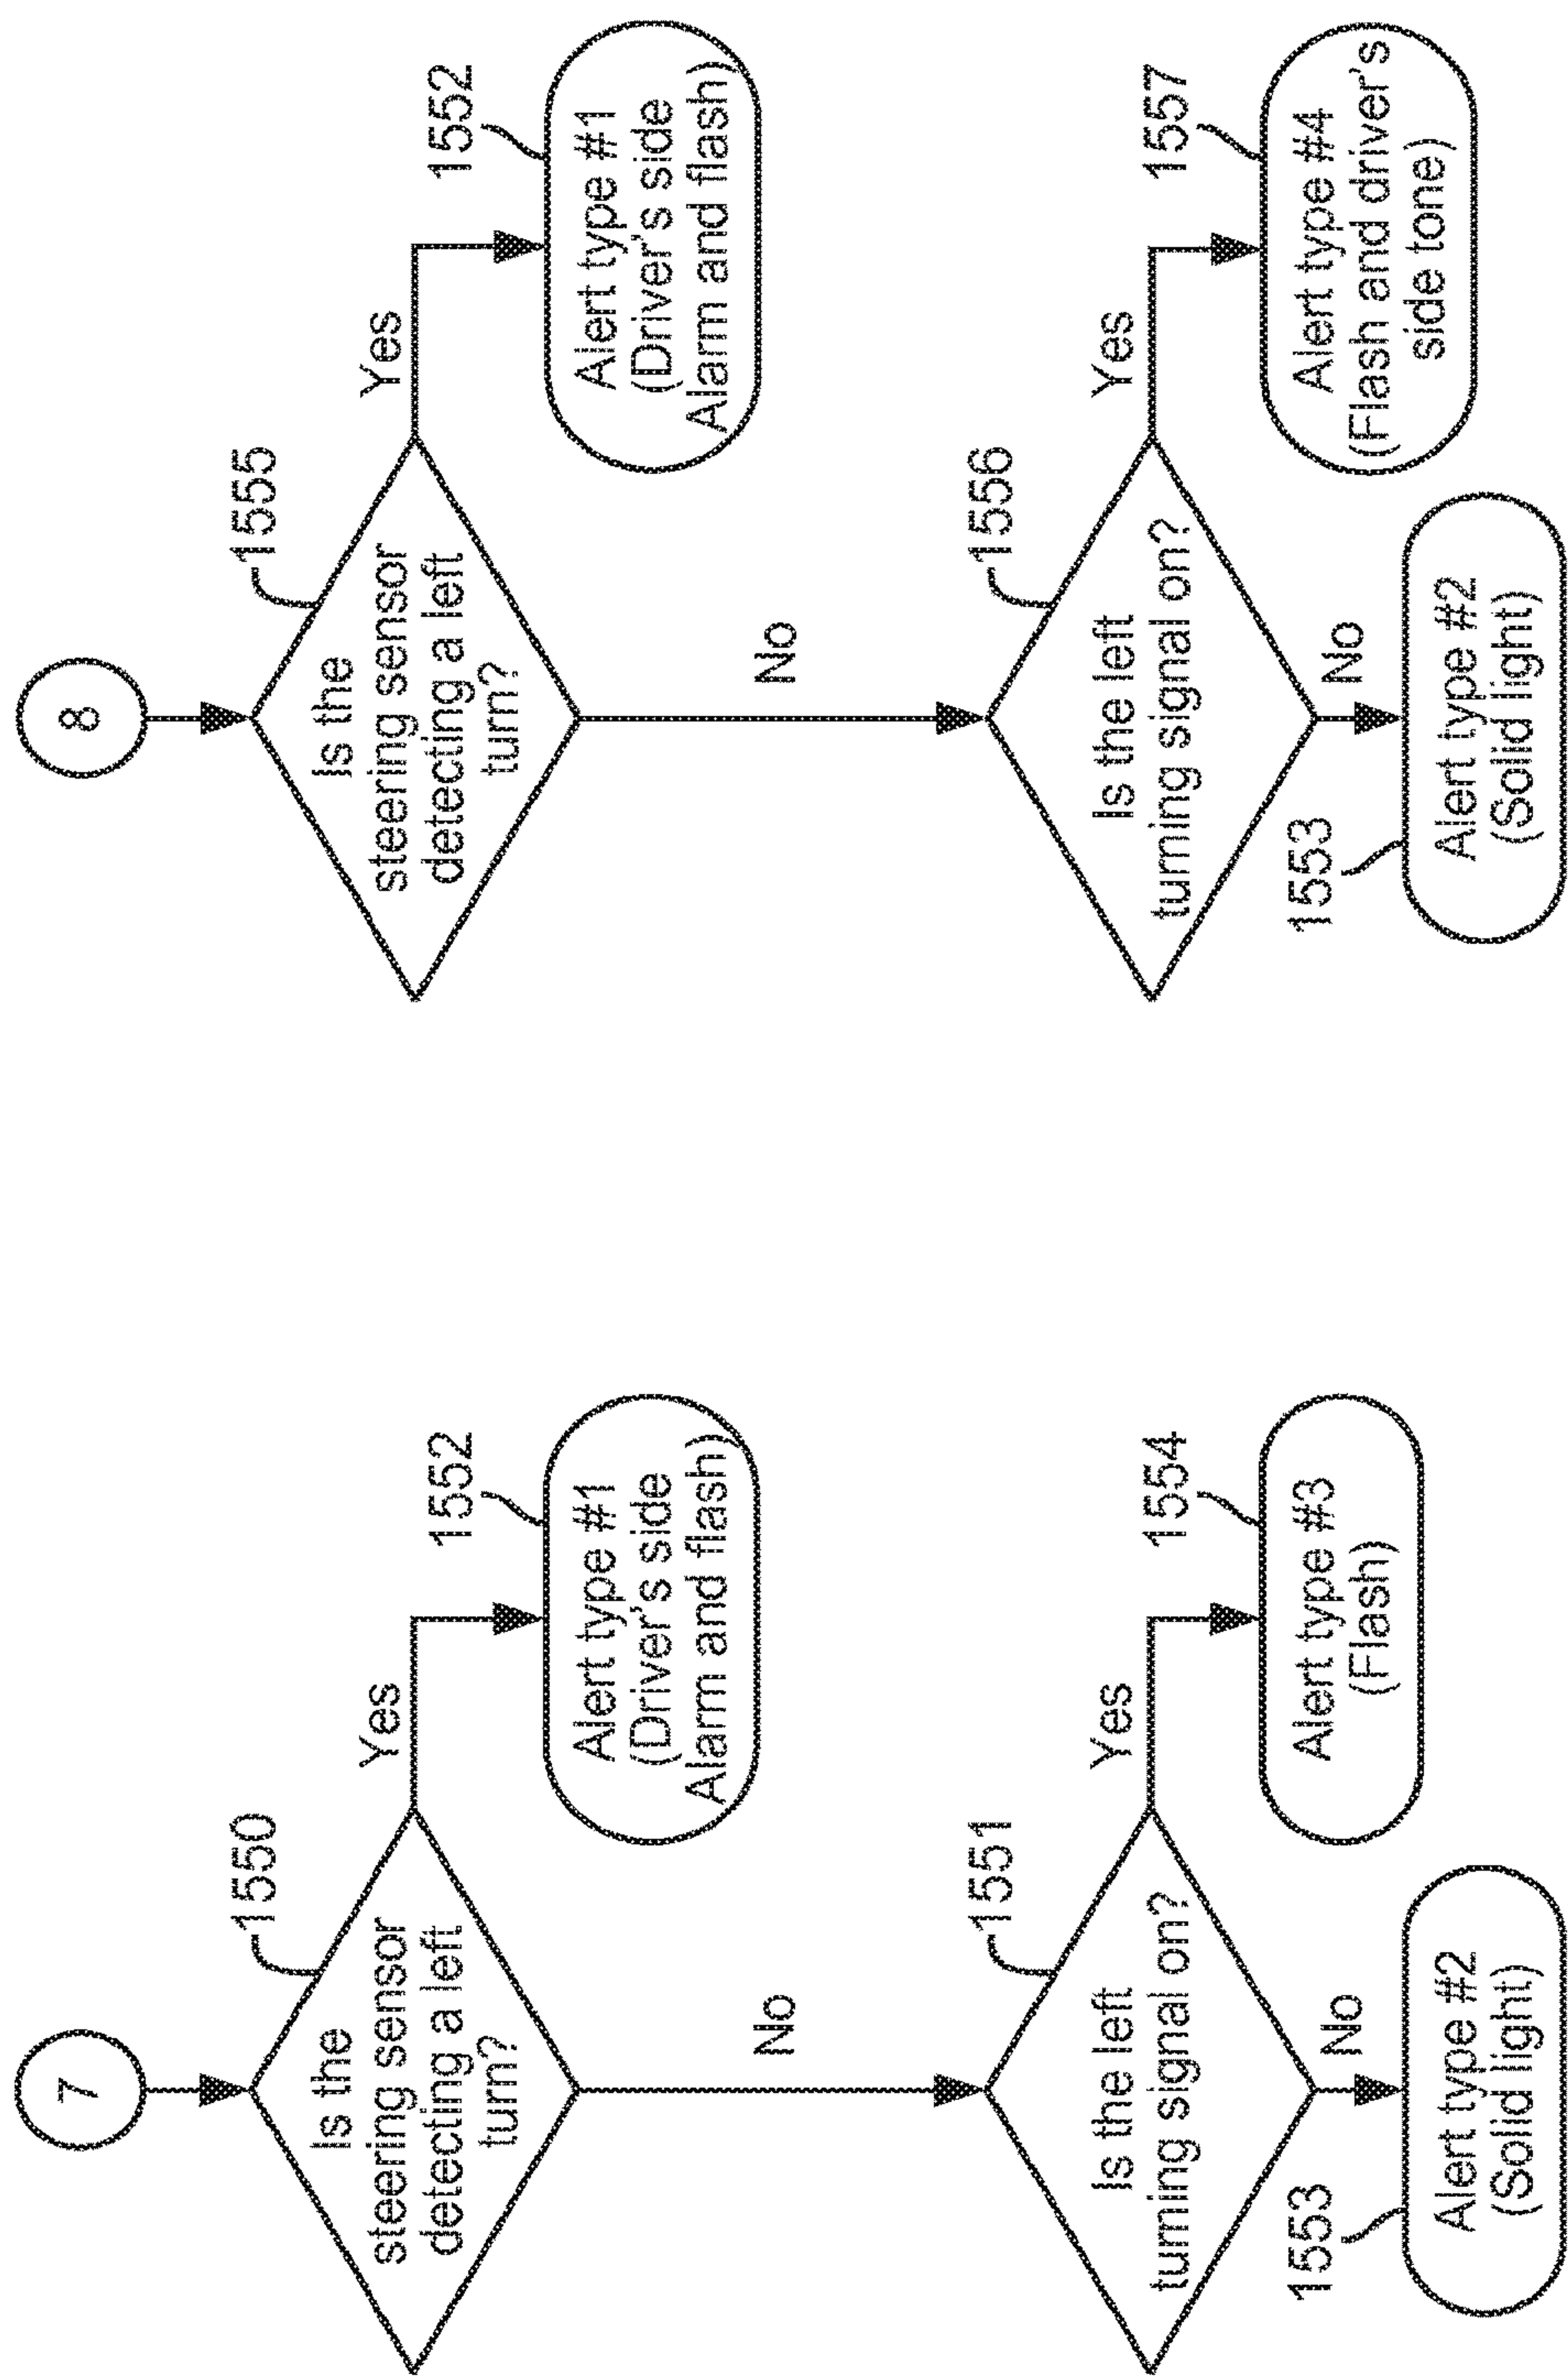 7
1550
Is the
steering sensor
detecting a left
turn?
Yes
1552
Alert type #1
(Driver's side
Alarm and flash)
No
1551
Is the left
turning signal on?
Yes
1554
Alert type #3
(Flash)
No
1553
Alert type #2
(Solid light)
8
1555
Is the
steering sensor
detecting a left
turn?
Yes
1552
Alert type #1
(Driver's side
Alarm and flash)
No
1556
Is the left
turning signal on?
Yes
1557
Alert type #4
(Flash and driver's
side tone)
No
1553
Alert type #2
(Solid light)